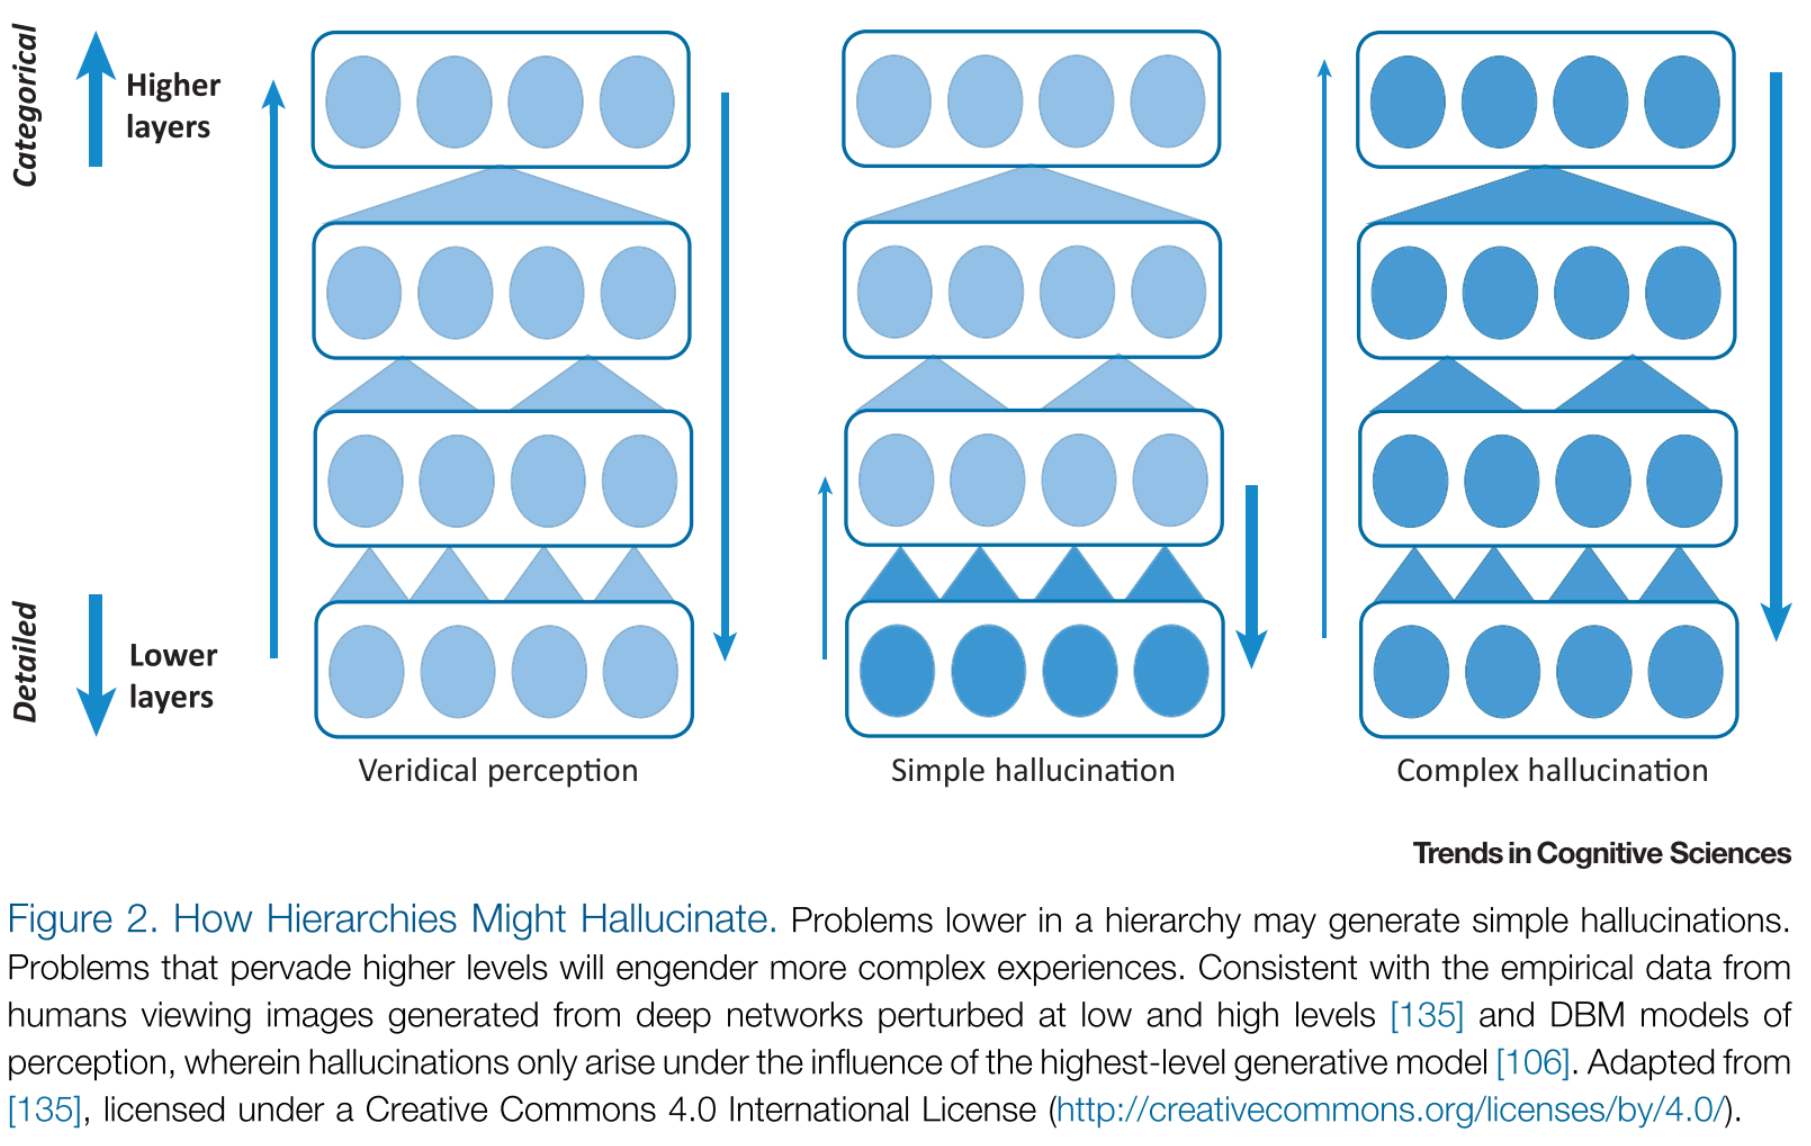 Categorical
Higher
layers
Detailed
Lower
layers
Veridical perception
Simple hallucination
Complex hallucination
Trends in Cognitive Sciences
Figure 2. How Hierarchies Might Hallucinate. Problems lower in a hierarchy may generate simple hallucinations.
Problems that pervade higher levels will engender more complex experiences. Consistent with the empirical data from
humans viewing images generated from deep networks perturbed at low and high levels [135] and DBM models of
perception, wherein hallucinations only arise under the influence of the highest-level generative model [106]. Adapted from
[135], licensed under a Creative Commons 4.0 International License (http://creativecommons.org/licenses/by/4.0/).